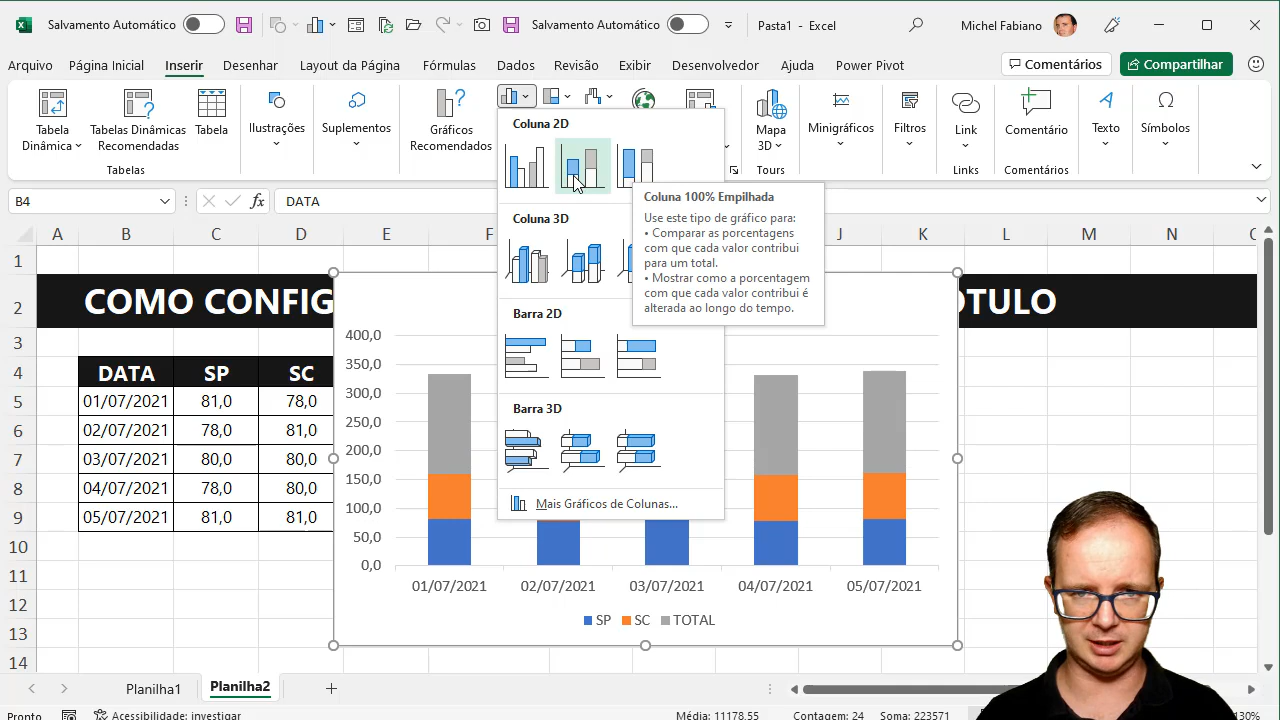 Salvamento Automático
Salvamento Automático
Pasta1 - Excel
Michel Fabiano
Arquivo Página Inicial Inserir Desenhar Layout da Página Fórmulas Dados Revisão Exibir Desenvolvedor Ajuda Power Pivot
Comentários
Compartilhar
Tabela
Dinâmica
Tabelas Dinâmicas
Recomendadas
Tabela
Ilustrações
Suplementos
Gráficos
Recomendados
Mapa
3D
Minigráficos
Filtros
Link
Comentário
Texto
Símbolos
Tabelas
Tours
Links
Comentários
Coluna 2D
Coluna 3D
Barra 2D
Barra 3D
Mais Gráficos de Colunas...
Coluna 100% Empilhada
Use este tipo de gráfico para:
• Comparar as porcentagens
com que cada valor contribui
para um total.
• Mostrar como a porcentagem
com que cada valor contribui é
alterada ao longo do tempo.
B4
fx
DATA
A B C D E F J K L M N
1
2 COMO CONFIG
3
4 DATA SP SC
5 01/07/2021 81,0 78,0
6 02/07/2021 78,0 81,0
7 03/07/2021 80,0 80,0
8 04/07/2021 78,0 80,0
9 05/07/2021 81,0 81,0
10
11
12
13
14
400,0
350,0
300,0
250,0
200,0
150,0
100,0
50,0
0,0
01/07/2021 02/07/2021 03/07/2021 04/07/2021 05/07/2021
SP SC TOTAL
Planilha1 Planilha2
Pronto
Acessibilidade: investigar
Média: 11178.55 Contagem: 24 Soma: 223571
130%